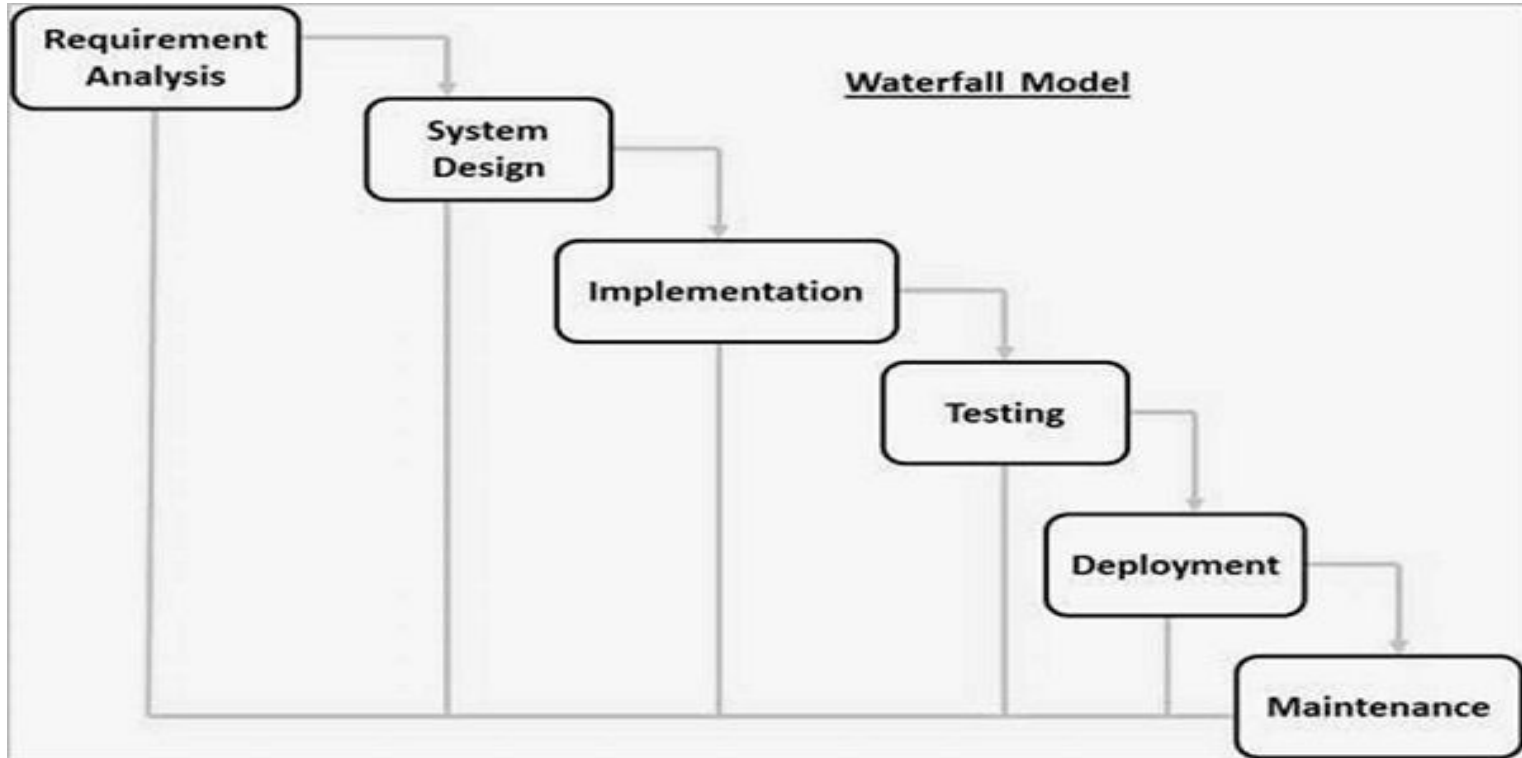 Requirement
Analysis
Waterfall Model
System
Design
Implementation
Testing
Deployment
Maintenance